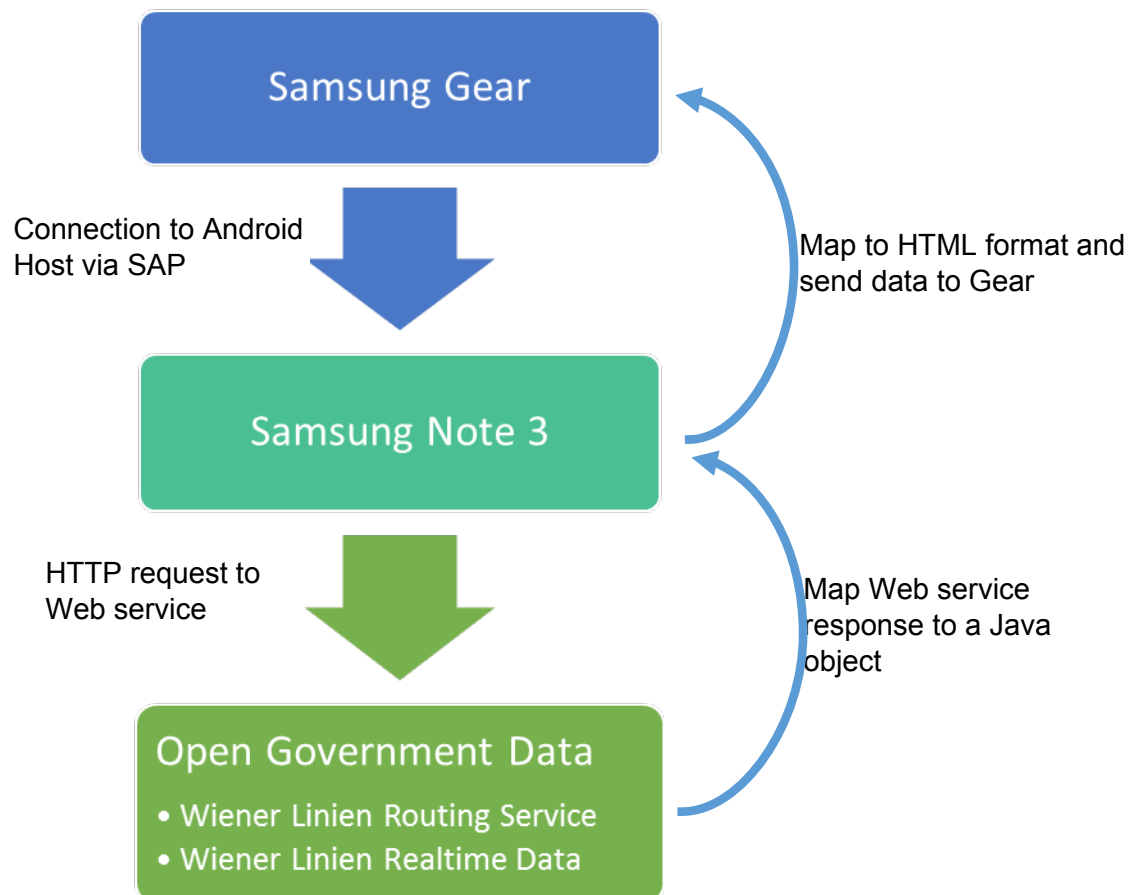 Samsung Gear
Connection to Android
Host via SAP
Map to HTML format and
send data to Gear
Samsung Note 3
HTTP request to
Web service
Map Web service
response to a Java
object
Open Government Data
• Wiener Linien Routing Service
• Wiener Linien Realtime Data